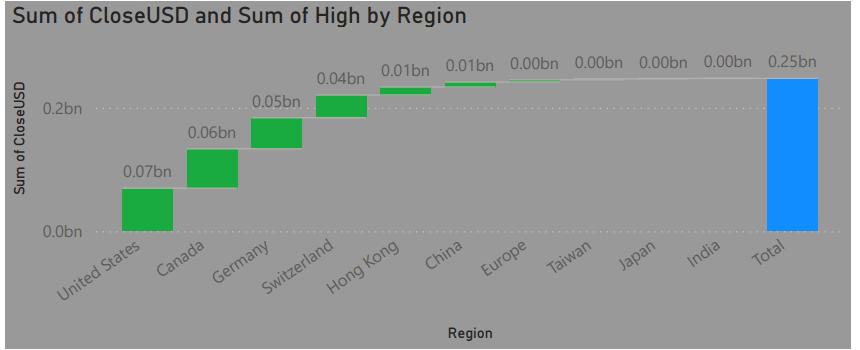 Sum of CloseUSD and Sum of High by Region
Sum of CloseUSD
0.2bn
0.0bn
0.07bn
0.06bn
0.05bn
0.04bn
0.01bn
0.01bn
0.00bn
0.00bn
0.00bn
0.00bn
0.25bn
United States
Canada
Germany
Switzerland
Hong Kong
China
Europe
Taiwan
Japan
India
Total
Region